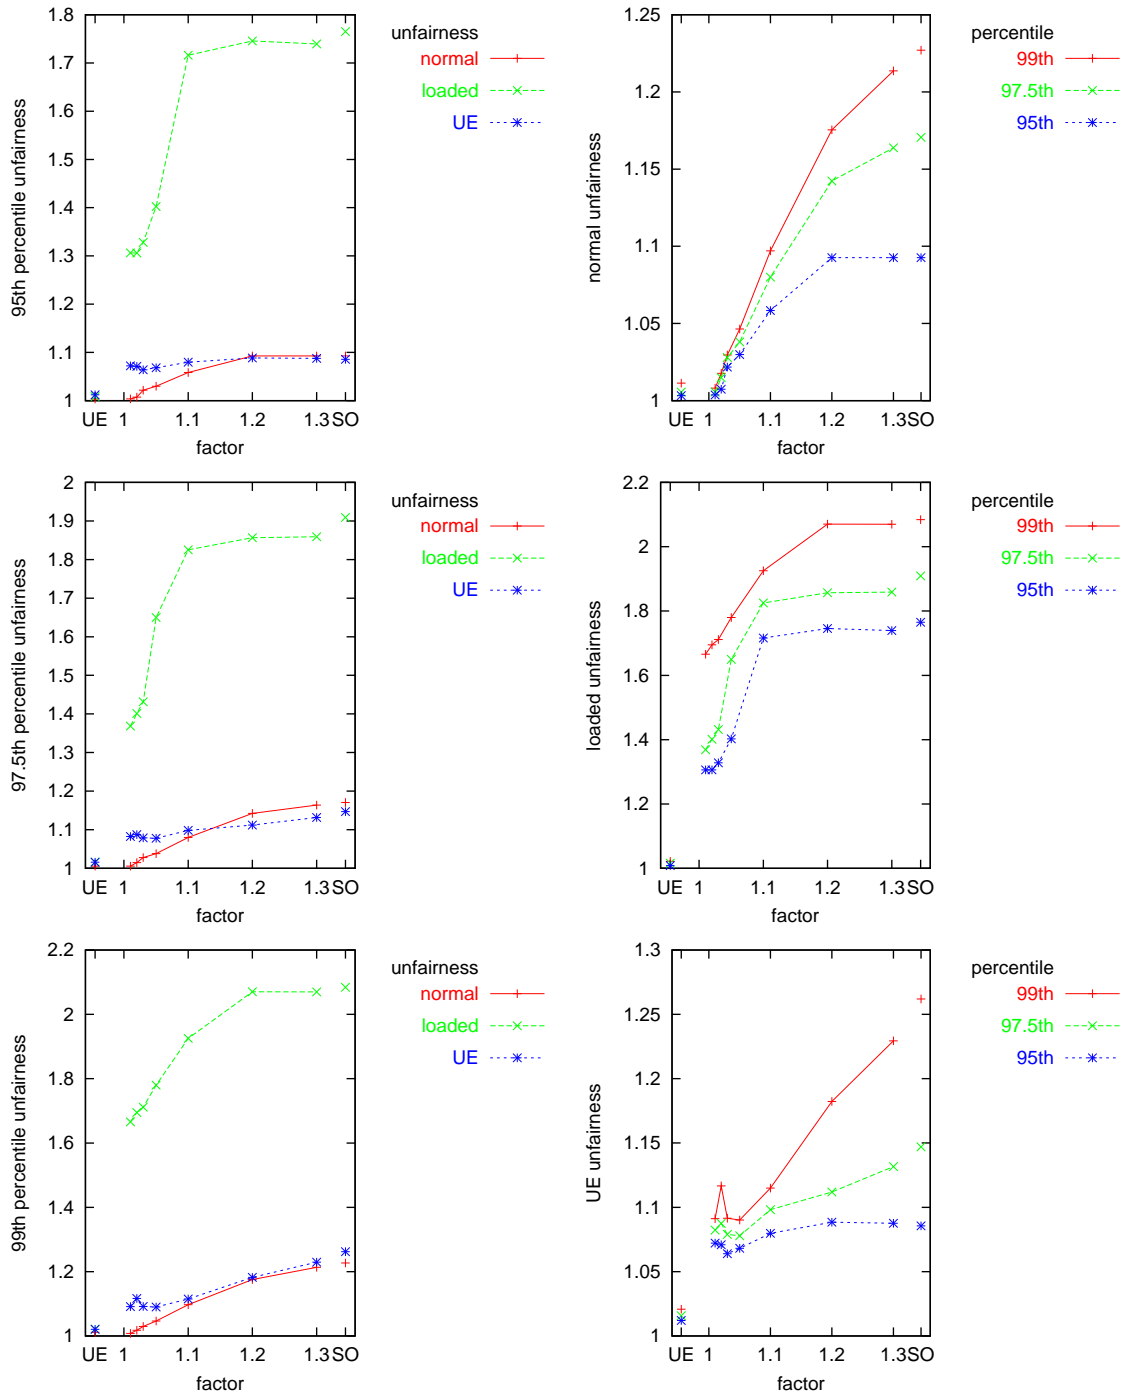 95th percentile unfairness
1.8
1.7
1.6
1.5
1.4
1.3
1.2
1.1
1
UE 1 1.1 1.2 1.3 SO
factor
unfairness
normal
loaded
UE
normal unfairness
1.25
1.2
1.15
1.1
1.05
1
UE 1 1.1 1.2 1.3 SO
factor
percentile
99th
97.5th
95th
97.5th percentile unfairness
2
1.9
1.8
1.7
1.6
1.5
1.4
1.3
1.2
1.1
1
UE 1 1.1 1.2 1.3 SO
factor
unfairness
normal
loaded
UE
loaded unfairness
2.2
2
1.8
1.6
1.4
1.2
1
UE 1 1.1 1.2 1.3 SO
factor
percentile
99th
97.5th
95th
99th percentile unfairness
2.2
2
1.8
1.6
1.4
1.2
1
UE 1 1.1 1.2 1.3 SO
factor
unfairness
normal
loaded
UE
UE unfairness
1.3
1.25
1.2
1.15
1.1
1.05
1
UE 1 1.1 1.2 1.3 SO
factor
percentile
99th
97.5th
95th